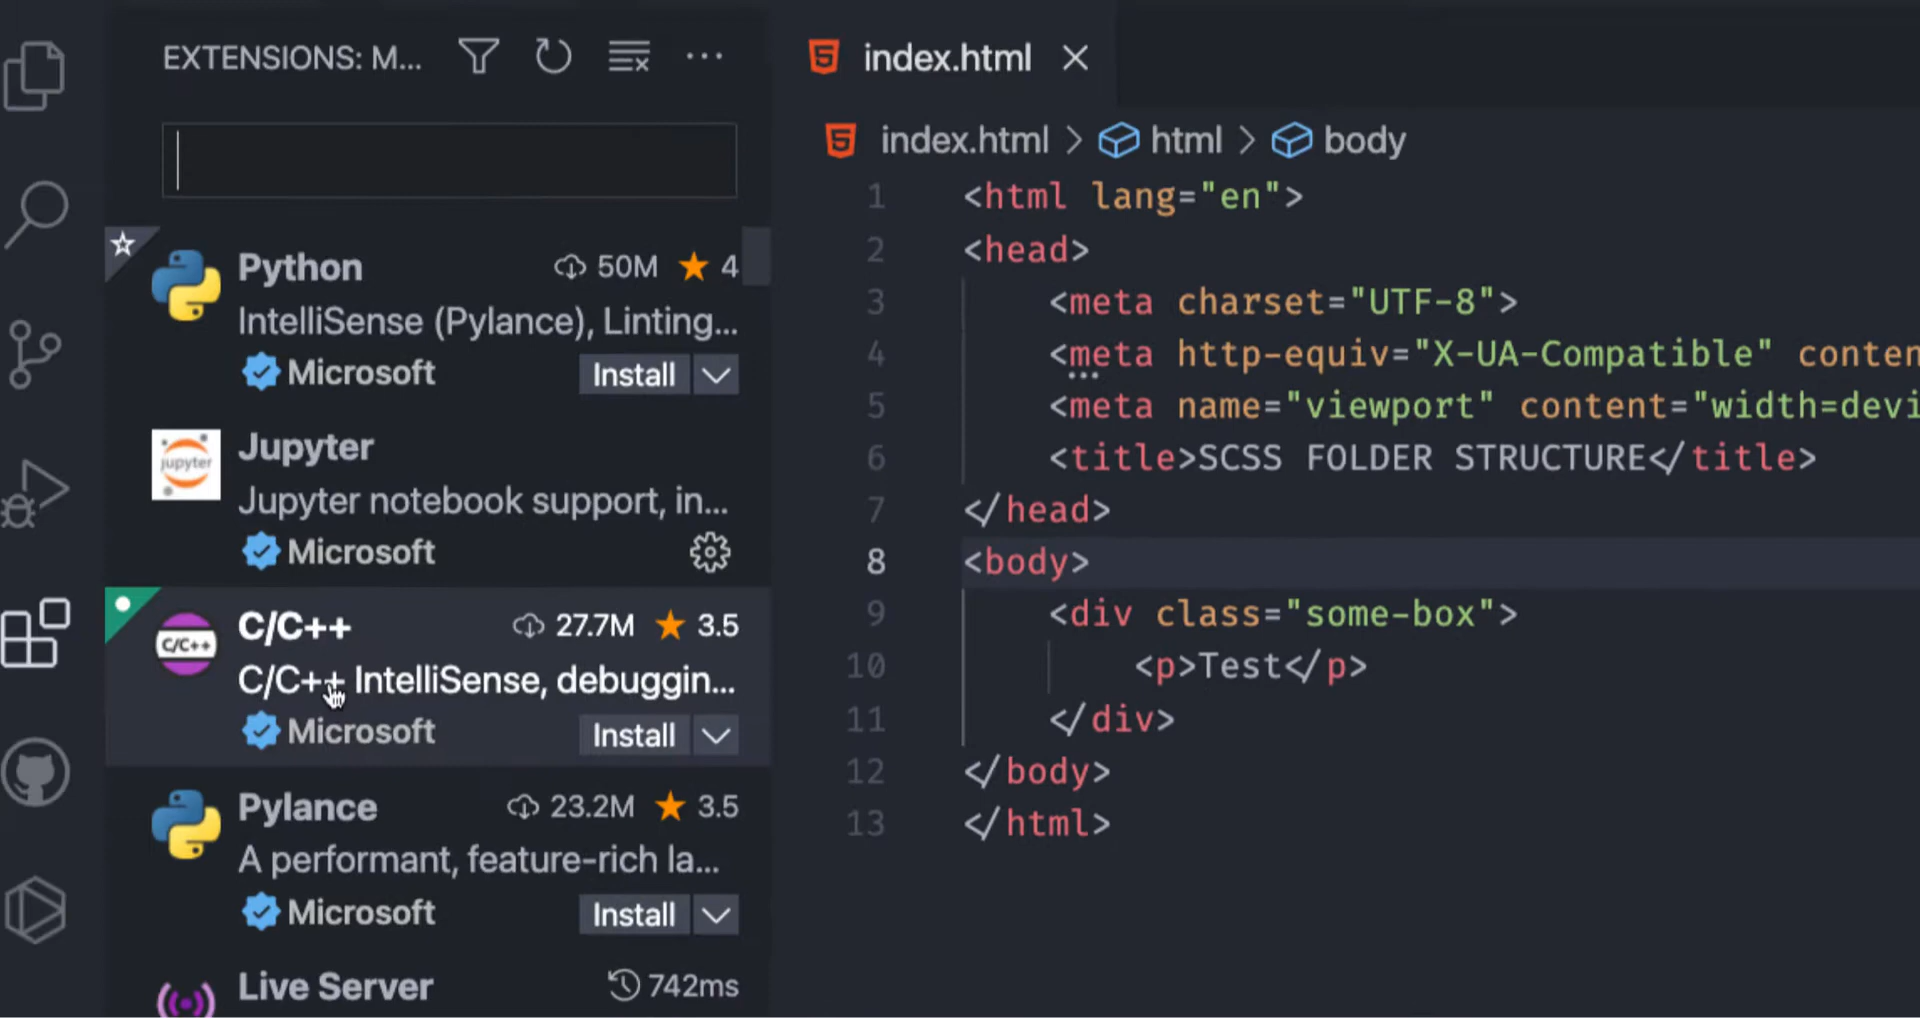 EXTENSIONS: M...
Python 50M 4
IntelliSense (Pylance), Linting...
Microsoft Install
jupyter
Jupyter
Jupyter notebook support, in...
Microsoft
C/C++
C/C++ 27.7M 3.5
C/C++ IntelliSense, debuggin...
Microsoft Install
Pylance 23.2M 3.5
A performant, feature-rich la...
Microsoft Install
Live Server 742ms
index.html
index.html > html > body
1 <html lang="en">
2 <head>
3 <meta charset="UTF-8">
4 <meta http-equiv="X-UA-Compatible" conten
5 <meta name="viewport" content="width=devi
6 <title>SCSS FOLDER STRUCTURE</title>
7 </head>
8 <body>
9 <div class="some-box">
10 <p>Test</p>
11 </div>
12 </body>
13 </html>